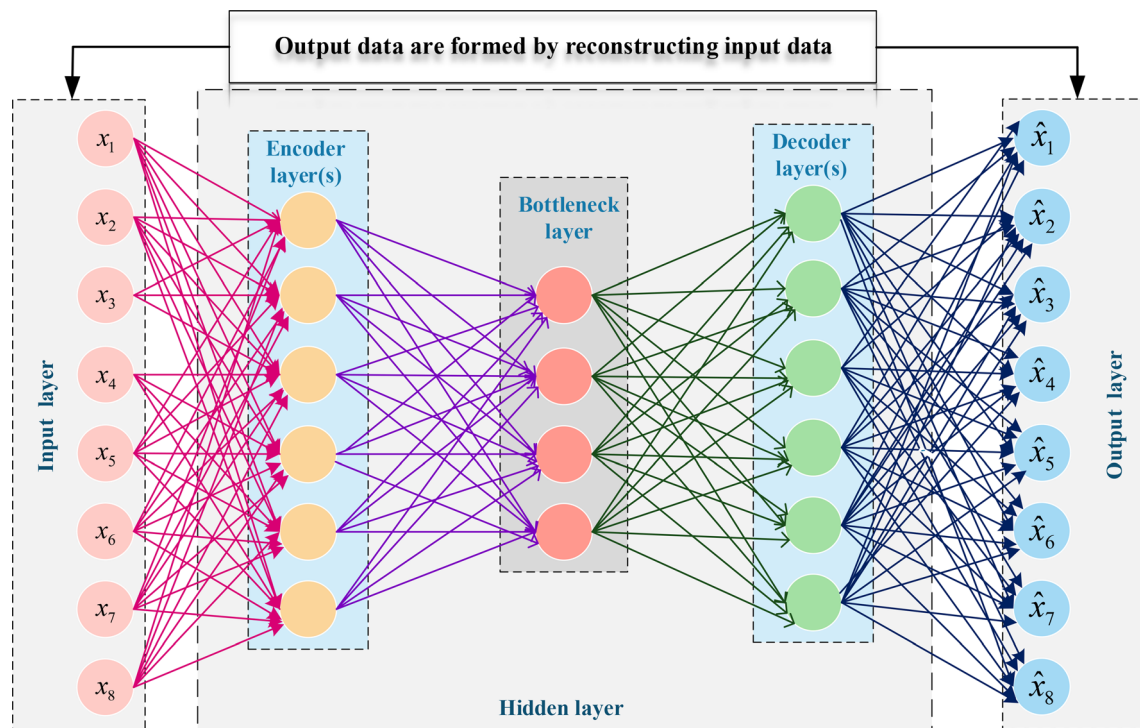 Output data are formed by reconstructing input data
Input layer
x₁
x₂
x₃
x₄
x₅
x₆
x₇
x₈
Encoder
layer(s)
Bottleneck
layer
Decoder
layer(s)
Hidden layer
x̂₁
x̂₂
x̂₃
x̂₄
x̂₅
x̂₆
x̂₇
x̂₈
Output layer